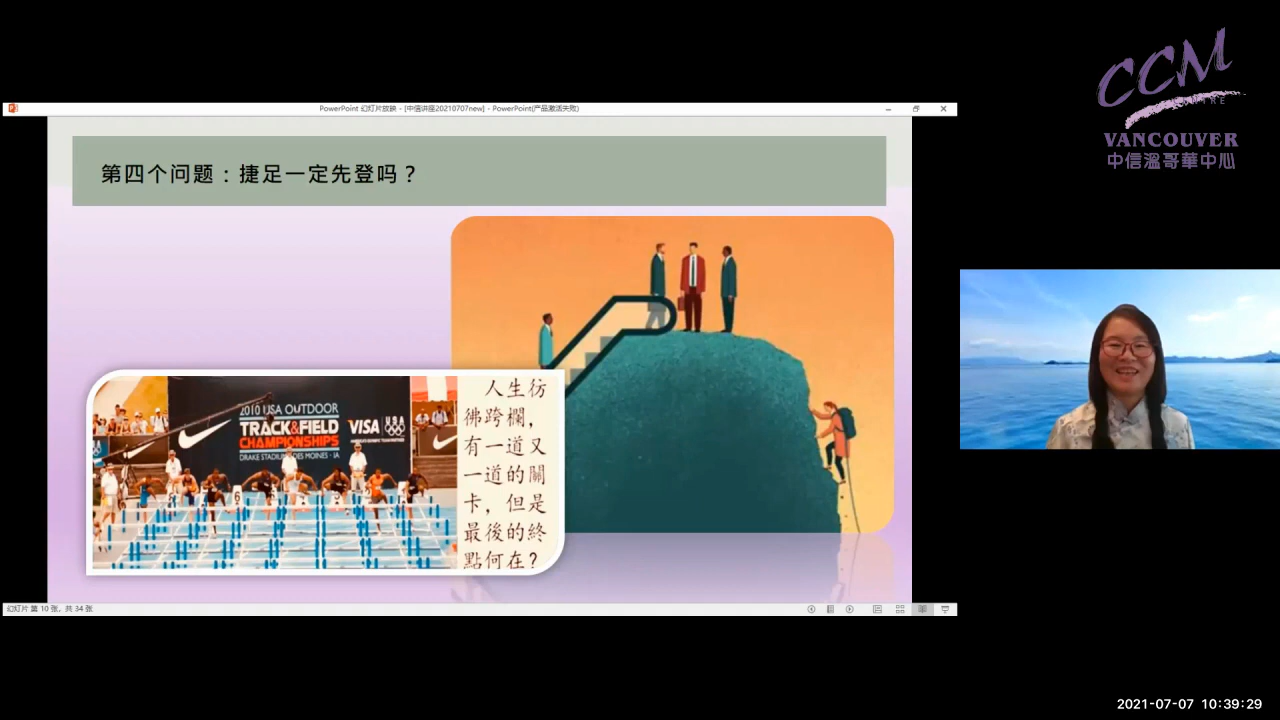 CCM
CENTRE
VANCOUVER
中信溫哥華中心
PowerPoint 幻灯片放映 - [中信讲座20210707new] - PowerPoint(产品激活失败)
第四个问题：捷足一定先登吗？
2010 USA OUTDOOR
TRACK&FIELD
CHAMPIONSHIPS
DRAKE STADIUM, DES MOINES - IA
VISA
USA
人生彷
彿跨欄，
有一道又
一道的關
卡，但是
最後的終
點何在？
幻灯片 第 10 张，共 34 张
2021-07-07 10:39:29